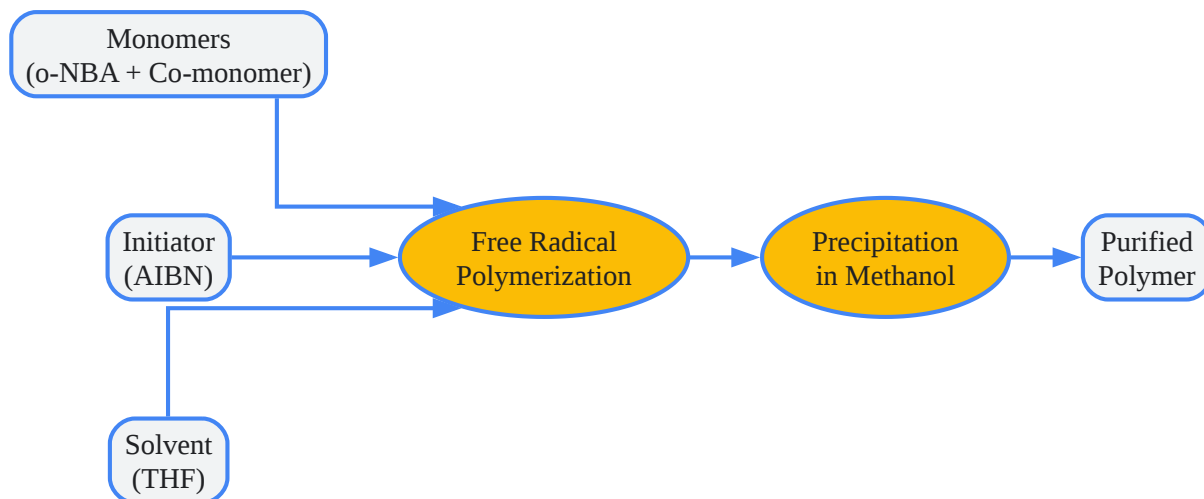 Monomers
(o-NBA + Co-monomer)
Initiator
(AIBN)
Free Radical
Polymerization
Precipitation
in Methanol
Purified
Polymer
Solvent
(THF)